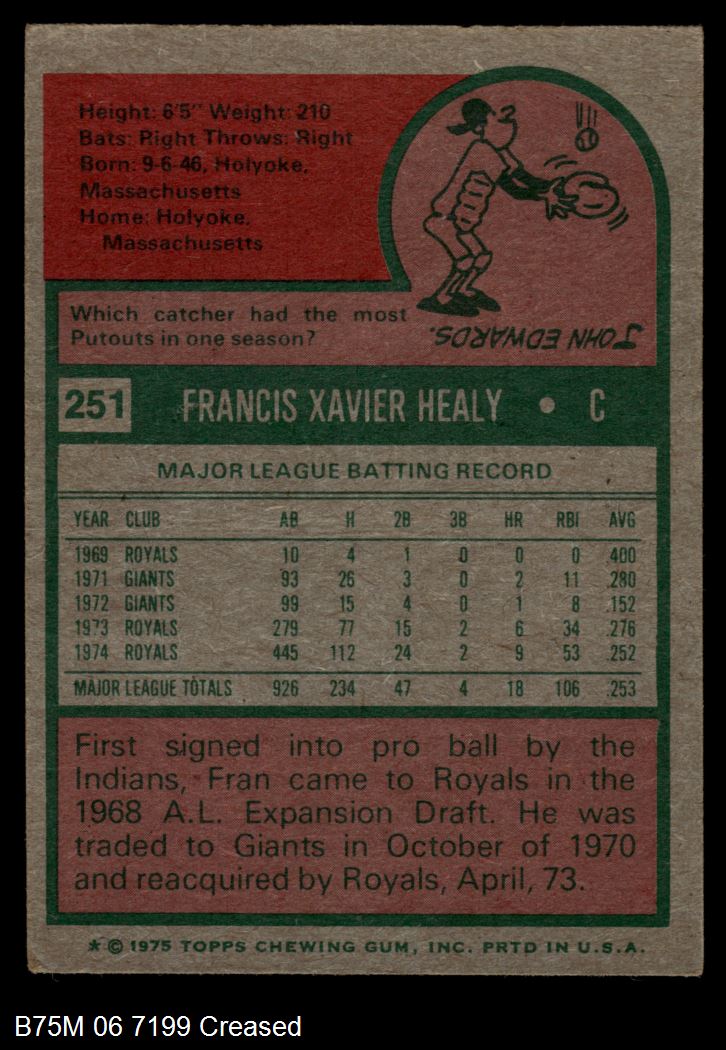 Height: 6'5" Weight: 210
Bats: Right Throws: Right
Born: 9-6-46, Holyoke,
Massachusetts
Home: Holyoke,
Massachusetts
Which catcher had the most
Putouts in one season?
JOHN EDWARDS.
251 FRANCIS XAVIER HEALY • C
MAJOR LEAGUE BATTING RECORD
YEAR CLUB AB H 2B 3B HR RBI AVG
1969 ROYALS 10 4 1 0 0 0 .400
1971 GIANTS 93 26 3 0 2 11 .280
1972 GIANTS 99 15 4 0 1 8 .152
1973 ROYALS 279 77 15 2 6 34 .276
1974 ROYALS 445 112 24 2 9 53 .252
MAJOR LEAGUE TOTALS 926 234 47 4 18 106 .253
First signed into pro ball by the
Indians, Fran came to Royals in the
1968 A.L. Expansion Draft. He was
traded to Giants in October of 1970
and reacquired by Royals, April, 73.
* © 1975 TOPPS CHEWING GUM, INC. PRTD IN U.S.A.
B75M 06 7199 Creased